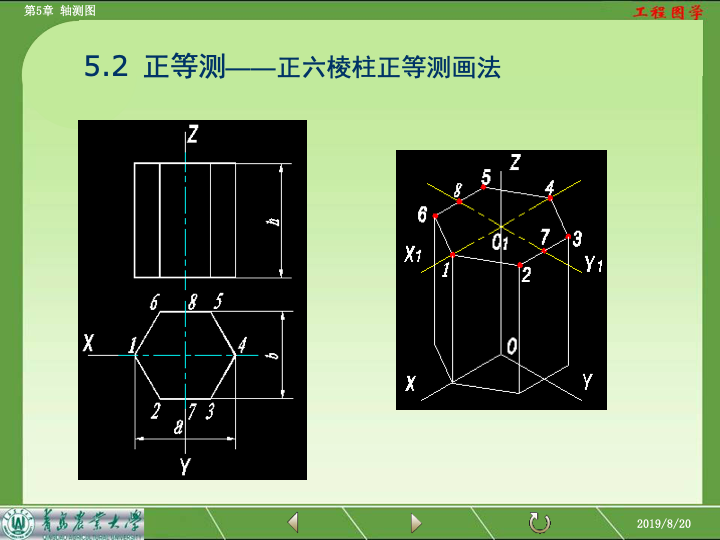 第5章 轴测图
工程图学
5.2 正等测——正六棱柱正等测画法
Z
h
6 8 5
X 1 4
b
2 7 3
a
Y
Z
5
8 4
6
7 3
O1
X1 Y1
1 2
O
X Y
青岛农业大学
2019/8/20